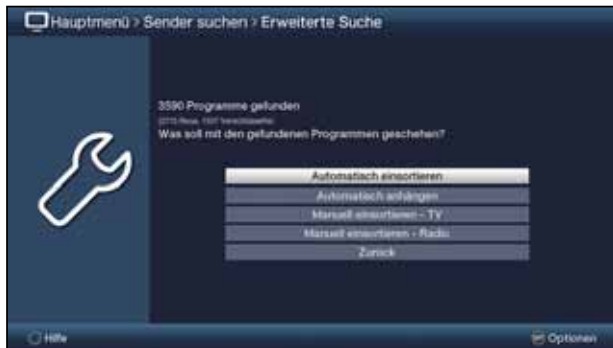 Hauptmenü > Sender suchen > Erweiterte Suche
3590 Programme gefunden
Was soll mit den gefundenen Programmen geschehen?
Automatisch einsortieren
Automatisch anhängen
Manuell einsortieren - TV
Manuell einsortieren - Radio
Zurück
Hilfe
Optionen